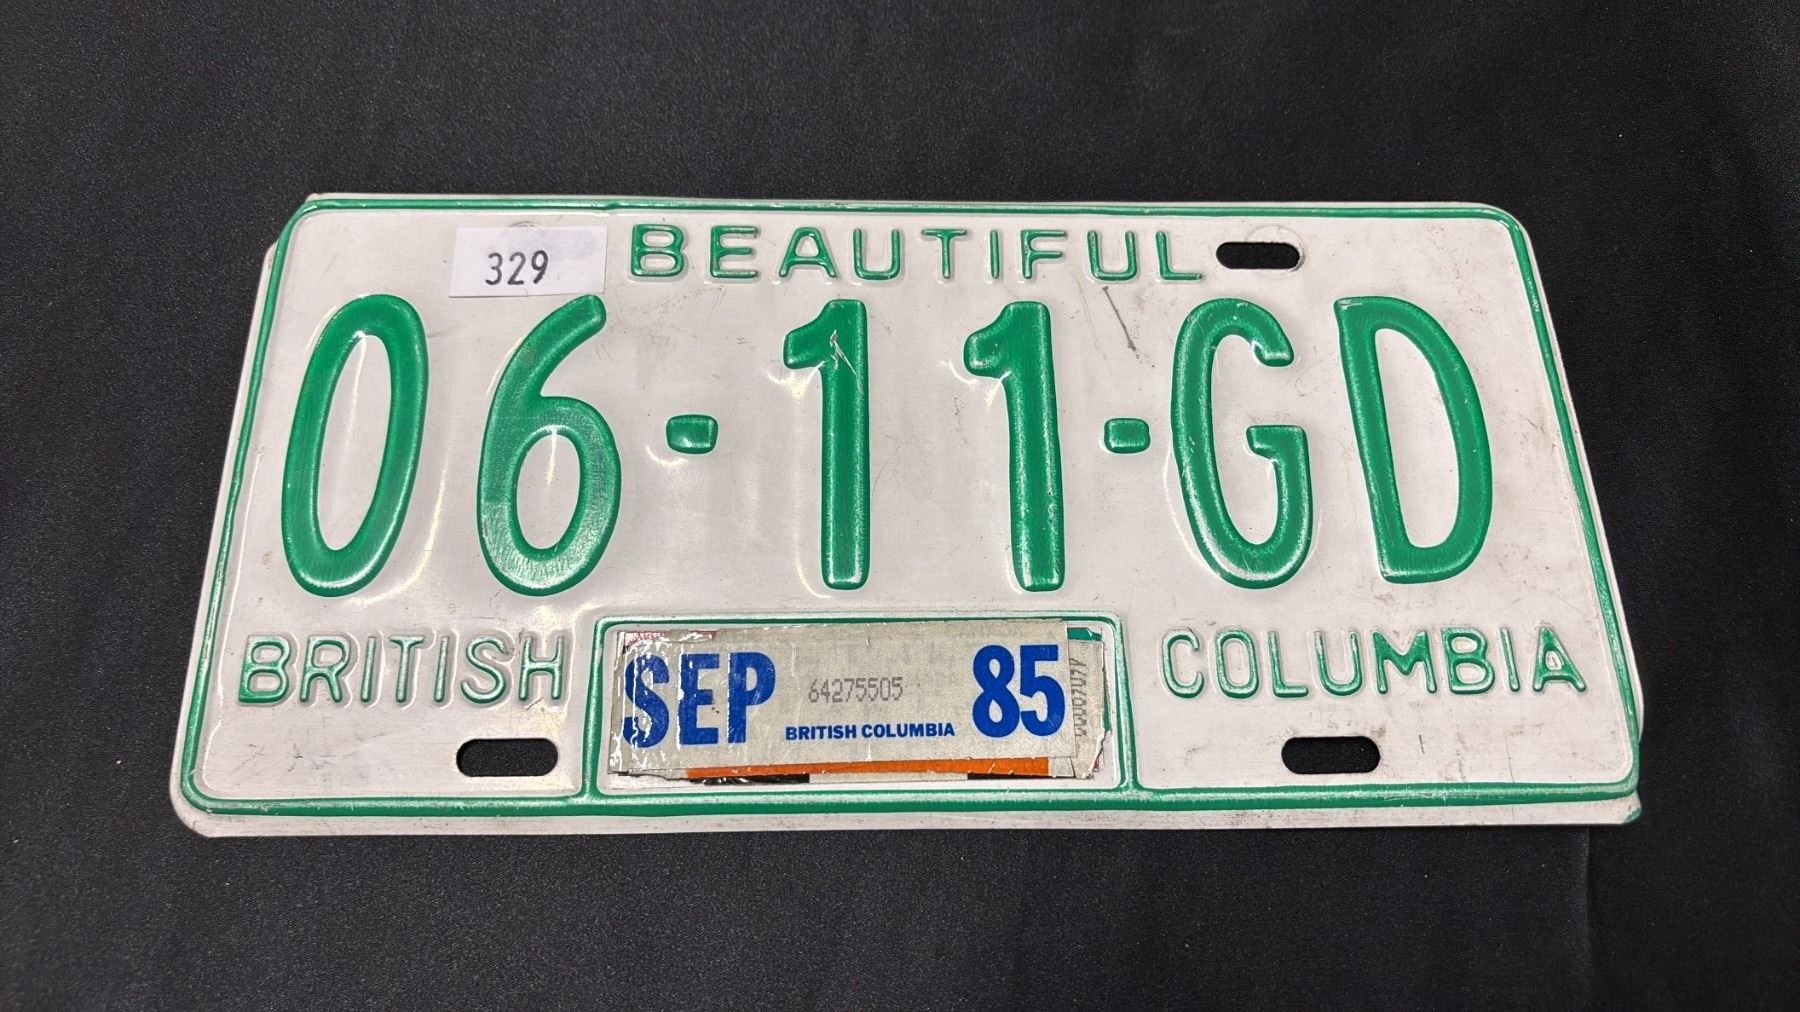 329
BEAUTIFUL
06-11-GD
BRITISH
SEP 64275505 85
BRITISH COLUMBIA
COLUMBIA